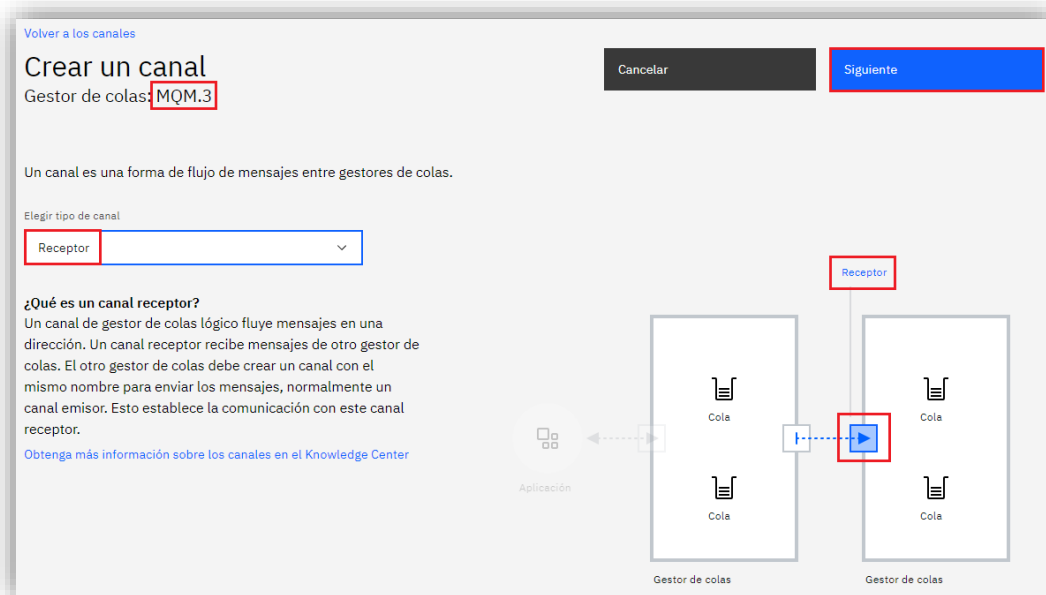 Volver a los canales
Crear un canal
Gestor de colas: MQM.3
Cancelar
Siguiente
Un canal es una forma de flujo de mensajes entre gestores de colas.
Elegir tipo de canal
Receptor
¿Qué es un canal receptor?
Un canal de gestor de colas lógico fluye mensajes en una
dirección. Un canal receptor recibe mensajes de otro gestor de
colas. El otro gestor de colas debe crear un canal con el
mismo nombre para enviar los mensajes, normalmente un
canal emisor. Esto establece la comunicación con este canal
receptor.
Obtenga más información sobre los canales en el Knowledge Center
Receptor
Aplicación
Cola
Cola
Gestor de colas
Cola
Cola
Gestor de colas